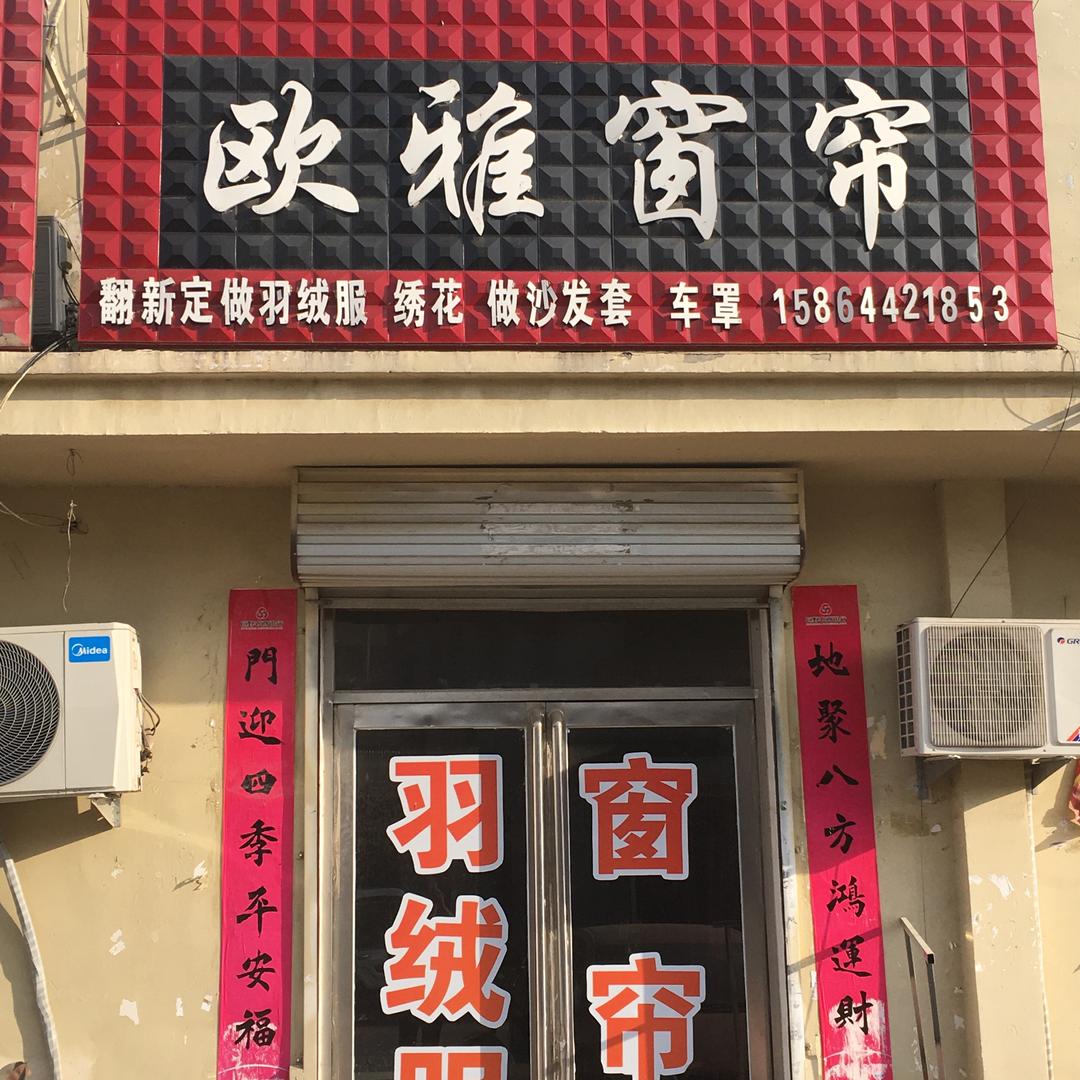 欧雅窗帘
翻新定做羽绒服 绣花 做沙发套 车罩 15864421853
Midea
門迎四季平安福
地聚八方鴻運財
羽绒服
窗帘